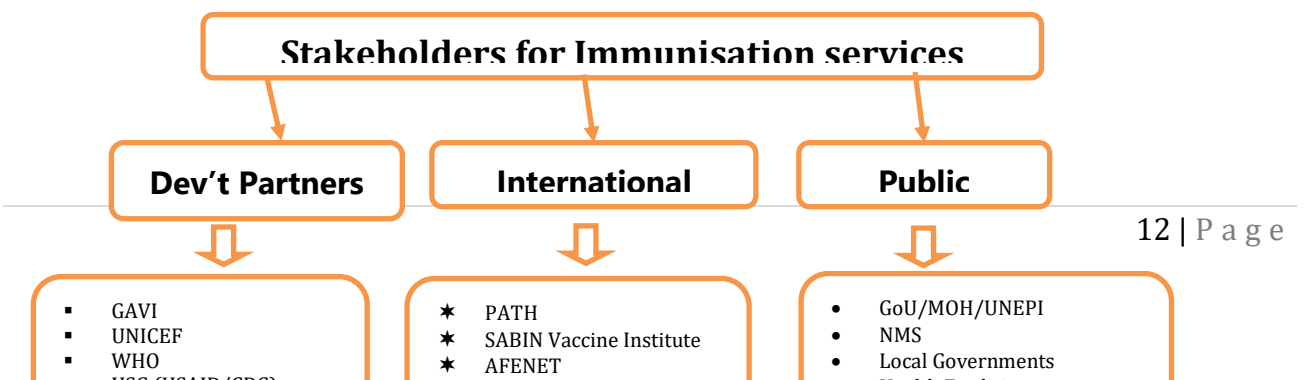 Stakeholders for Immunisation services
Dev't Partners
International
Public
12 | P a g e
▪ GAVI
▪ UNICEF
▪ WHO
✶ PATH
✶ SABIN Vaccine Institute
✶ AFENET
• GoU/MOH/UNEPI
• NMS
• Local Governments